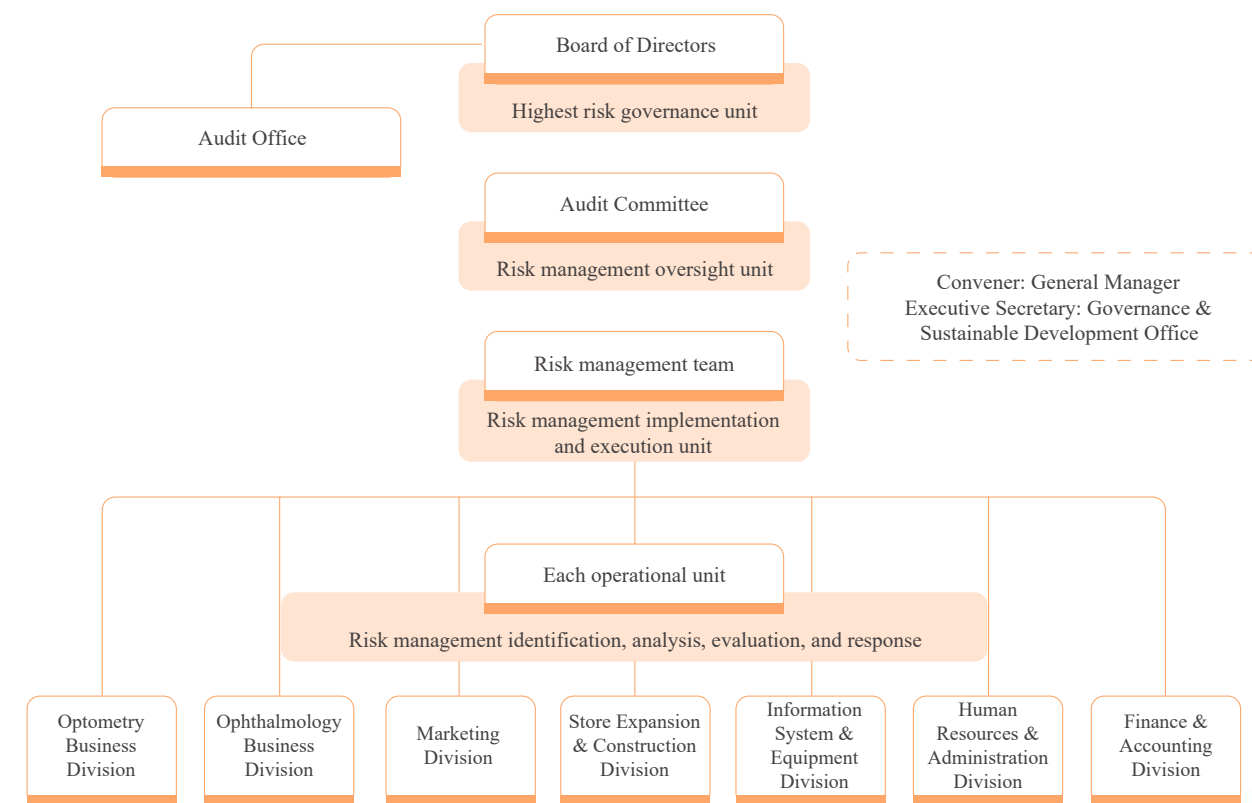 Board of Directors
Highest risk governance unit
Audit Office
Audit Committee
Risk management oversight unit
Convener: General Manager
Executive Secretary: Governance &
Sustainable Development Office
Risk management team
Risk management implementation
and execution unit
Each operational unit
Risk management identification, analysis, evaluation, and response
Optometry
Business
Division
Ophthalmology
Business
Division
Marketing
Division
Store Expansion
& Construction
Division
Information
System &
Equipment
Division
Human
Resources &
Administration
Division
Finance &
Accounting
Division